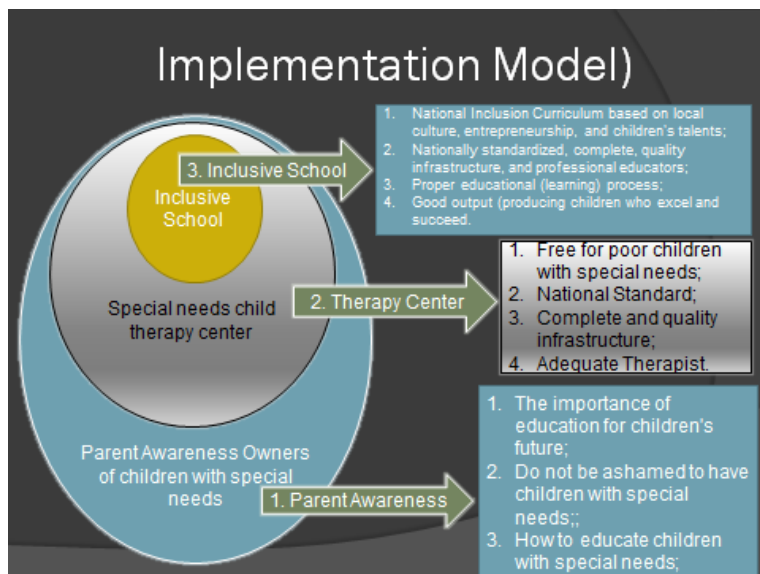 Implementation Model)
1. National Inclusion Curriculum based on local
culture, entrepreneurship, and children's talents;
2. Nationally standardized, complete, quality
infrastructure, and professional educators;
3. Proper educational (learning) process;
4. Good output (producing children who excel and
succeed.
3. Inclusive School
Inclusive
School
1. Free for poor children
with special needs;
2. National Standard;
3. Complete and quality
infrastructure;
4. Adequate Therapist.
2. Therapy Center
Special needs child
therapy center
1. The importance of
education for children's
future;
2. Do not be ashamed to have
children with special
needs;;
3. How to educate children
with special needs;
Parent Awareness Owners
of children with special
needs
1. Parent Awareness